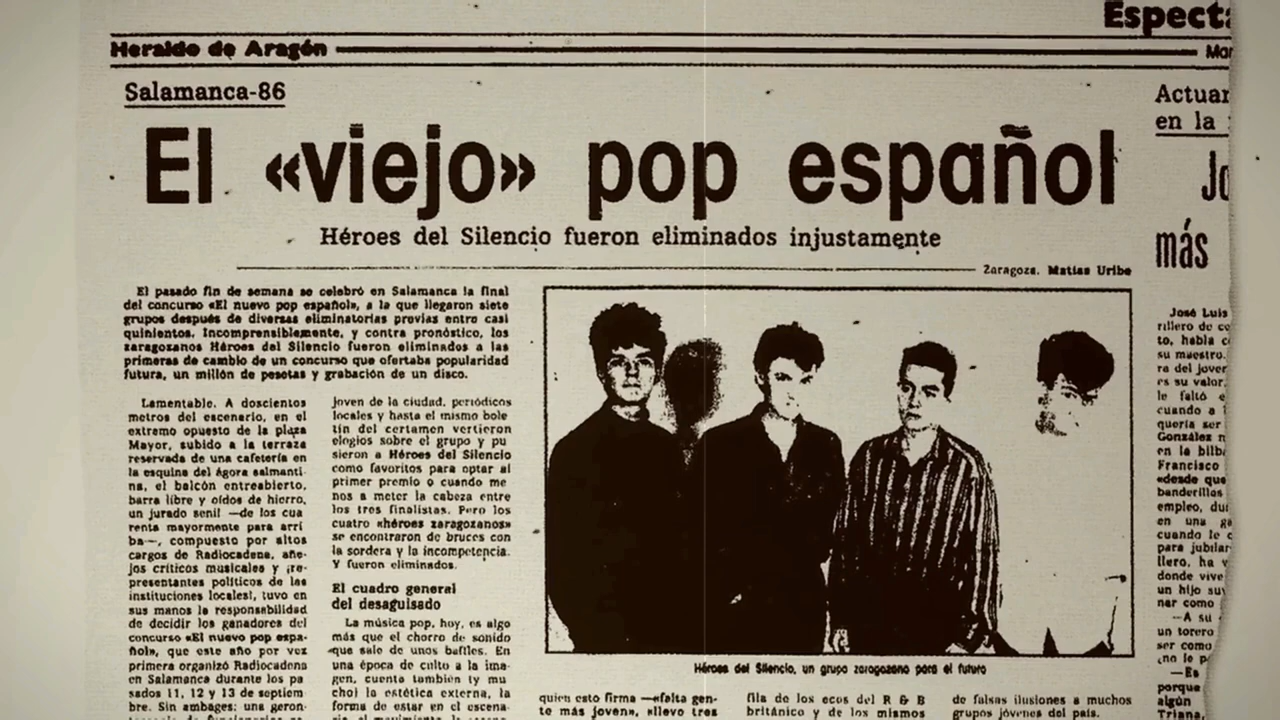 Espect
Heraldo de Aragón
Mar
Salamanca-86
El «viejo» pop español
Héroes del Silencio fueron eliminados injustamente
Zaragoza. Matías Uribe
El pasado fin de semana se celebró en Salamanca la final
del concurso «El nuevo pop español», a la que llegaron siete
grupos después de diversas eliminatorias previas entre casi
quinientos. Incomprensiblemente, y contra pronóstico, los
zaragozanos Héroes del Silencio fueron eliminados a las
primeras de cambio de un concurso que ofertaba popularidad
futura, un millón de pesetas y grabación de un disco.
Lamentable. A doscientos
metros del escenario, en el
extremo opuesto de la plaza
Mayor, subido a la terraza
reservada de una cafetería en
la esquina del ágora salmanti-
na, el balcón entreabierto,
barra libre y oídos de hierro,
un jurado senil —de los cua
renta mayormente para arri
ba—, compuesto por altos
cargos de Radiocadena, añe-
jos críticos musicales y ¡re-
presentantes políticos de las
instituciones locales!, tuvo en
sus manos la responsabilidad
de decidir los ganadores del
concurso «El nuevo pop espa-
ñol», que este año por vez
primera organizó Radiocadena
en Salamanca durante los pa
sados 11, 12 y 13 de septiem
bre. Sin ambages: una geron-
joven de la ciudad, periódicos
locales y hasta el mismo bole
tín del certamen vertieron
elogios sobre el grupo y pu
sieron a Héroes del Silencio
como favoritos para optar al
primer premio o cuando me
nos a meter la cabeza entre
los tres finalistas. Pero los
cuatro «héroes zaragozanos»
se encontraron de bruces con
la sordera y la incompetencia.
Y fueron eliminados.
El cuadro general
del desaguisado
La música pop, hoy, es algo
más que el chorro de sonido
que sale de unos bafles. En
una época de culto a la ima-
gen, cuenta también (y mu
cho) la estética externa, la
forma de estar en el escena-
Héroes del Silencio, un grupo zaragozano para el futuro
quien esto firma —«falta gen-
te más joven», «llevo tres
fila de los ecos del R & B
británico y de los mismos
de falsas ilusiones a muchos
grupos jóvenes del país.
Actuar
en la
Jo
más
José Luis
rillero de co
to, habla c
su maestro.
ra del jover
es su valor.
le faltó e
cuando a
quería ser
González n
en la bilb
Francisco
«desde que
banderillos
empleo, du
en una g
cuando le c
para jubilar
llero, ha v
donde vive
un hijo suy
nar como
—A su
un torero
ser como
¿no le p
—Es
porque
algún
Triana,